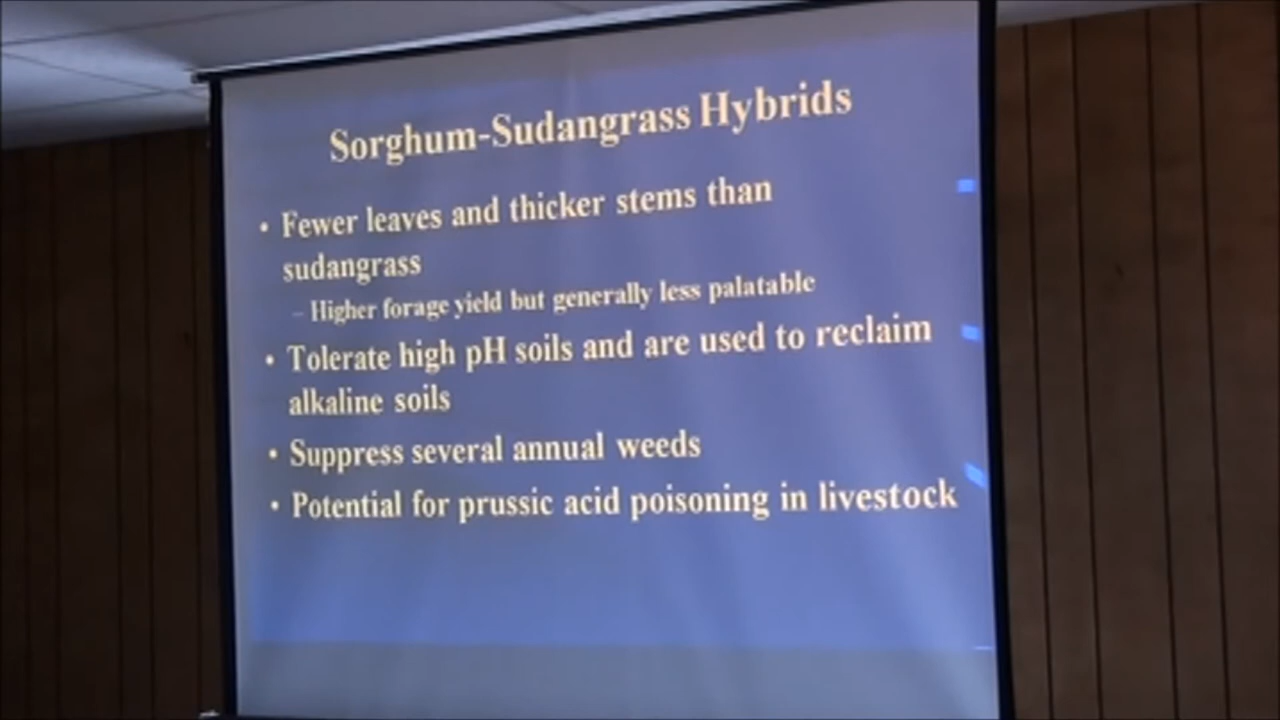 Sorghum-Sudangrass Hybrids
• Fewer leaves and thicker stems than
sudangrass
– Higher forage yield but generally less palatable
• Tolerate high pH soils and are used to reclaim
alkaline soils
• Suppress several annual weeds
• Potential for prussic acid poisoning in livestock